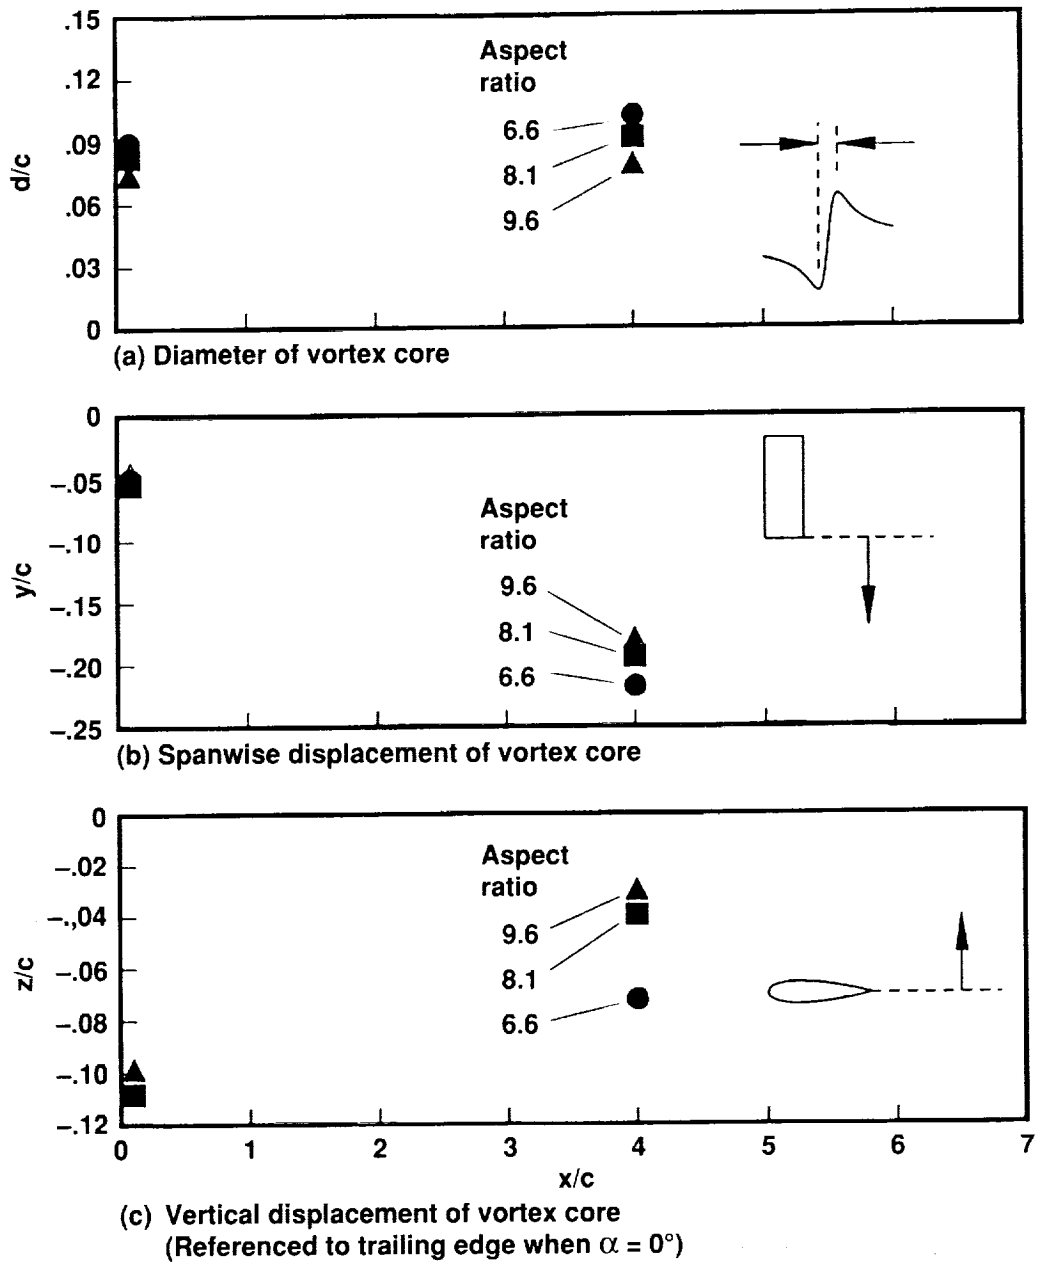 .15
.12
.09
.06
.03
0
d/c
Aspect
ratio
6.6
8.1
9.6
(a) Diameter of vortex core
0
–.05
–.10
–.15
–.20
–.25
y/c
Aspect
ratio
9.6
8.1
6.6
(b) Spanwise displacement of vortex core
0
–.02
–.,04
–.06
–.08
–.10
–.12
z/c
Aspect
ratio
9.6
8.1
6.6
0 1 2 3 4 5 6 7
x/c
(c) Vertical displacement of vortex core
(Referenced to trailing edge when α = 0°)